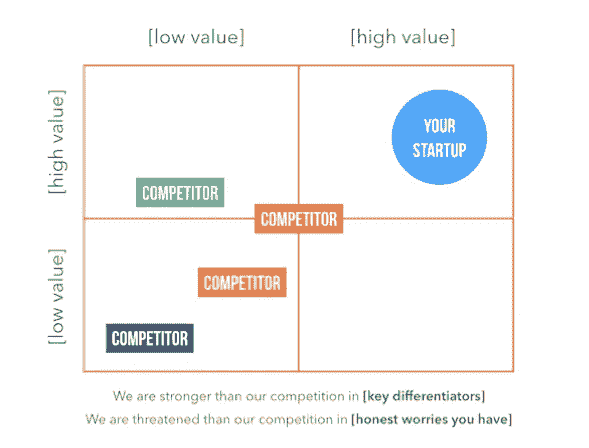 [low value] [high value]
[high value]
YOUR
STARTUP
COMPETITOR
COMPETITOR
[low value]
COMPETITOR
COMPETITOR
We are stronger than our competition in [key differentiators]
We are threatened than our competition in [honest worries you have]